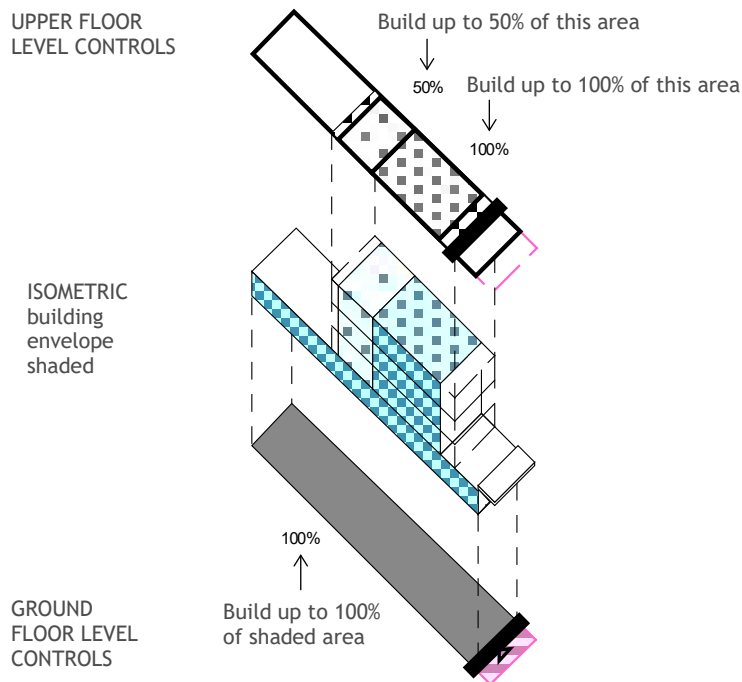 UPPER FLOOR
LEVEL CONTROLS
Build up to 50% of this area
50%
Build up to 100% of this area
100%
ISOMETRIC
building
envelope
shaded
100%
Build up to 100%
of shaded area
GROUND
FLOOR LEVEL
CONTROLS